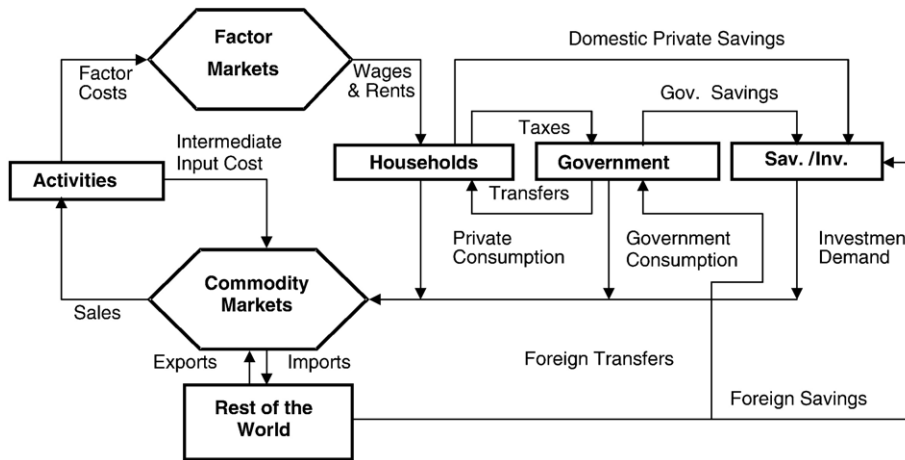 Factor
Markets
Domestic Private Savings
Factor
Costs
Wages
& Rents
Gov. Savings
Taxes
Intermediate
Input Cost
Households
Government
Sav. /Inv.
Activities
Transfers
Private
Consumption
Government
Consumption
Investmen
Demand
Commodity
Markets
Sales
Exports
Imports
Foreign Transfers
Rest of the
World
Foreign Savings